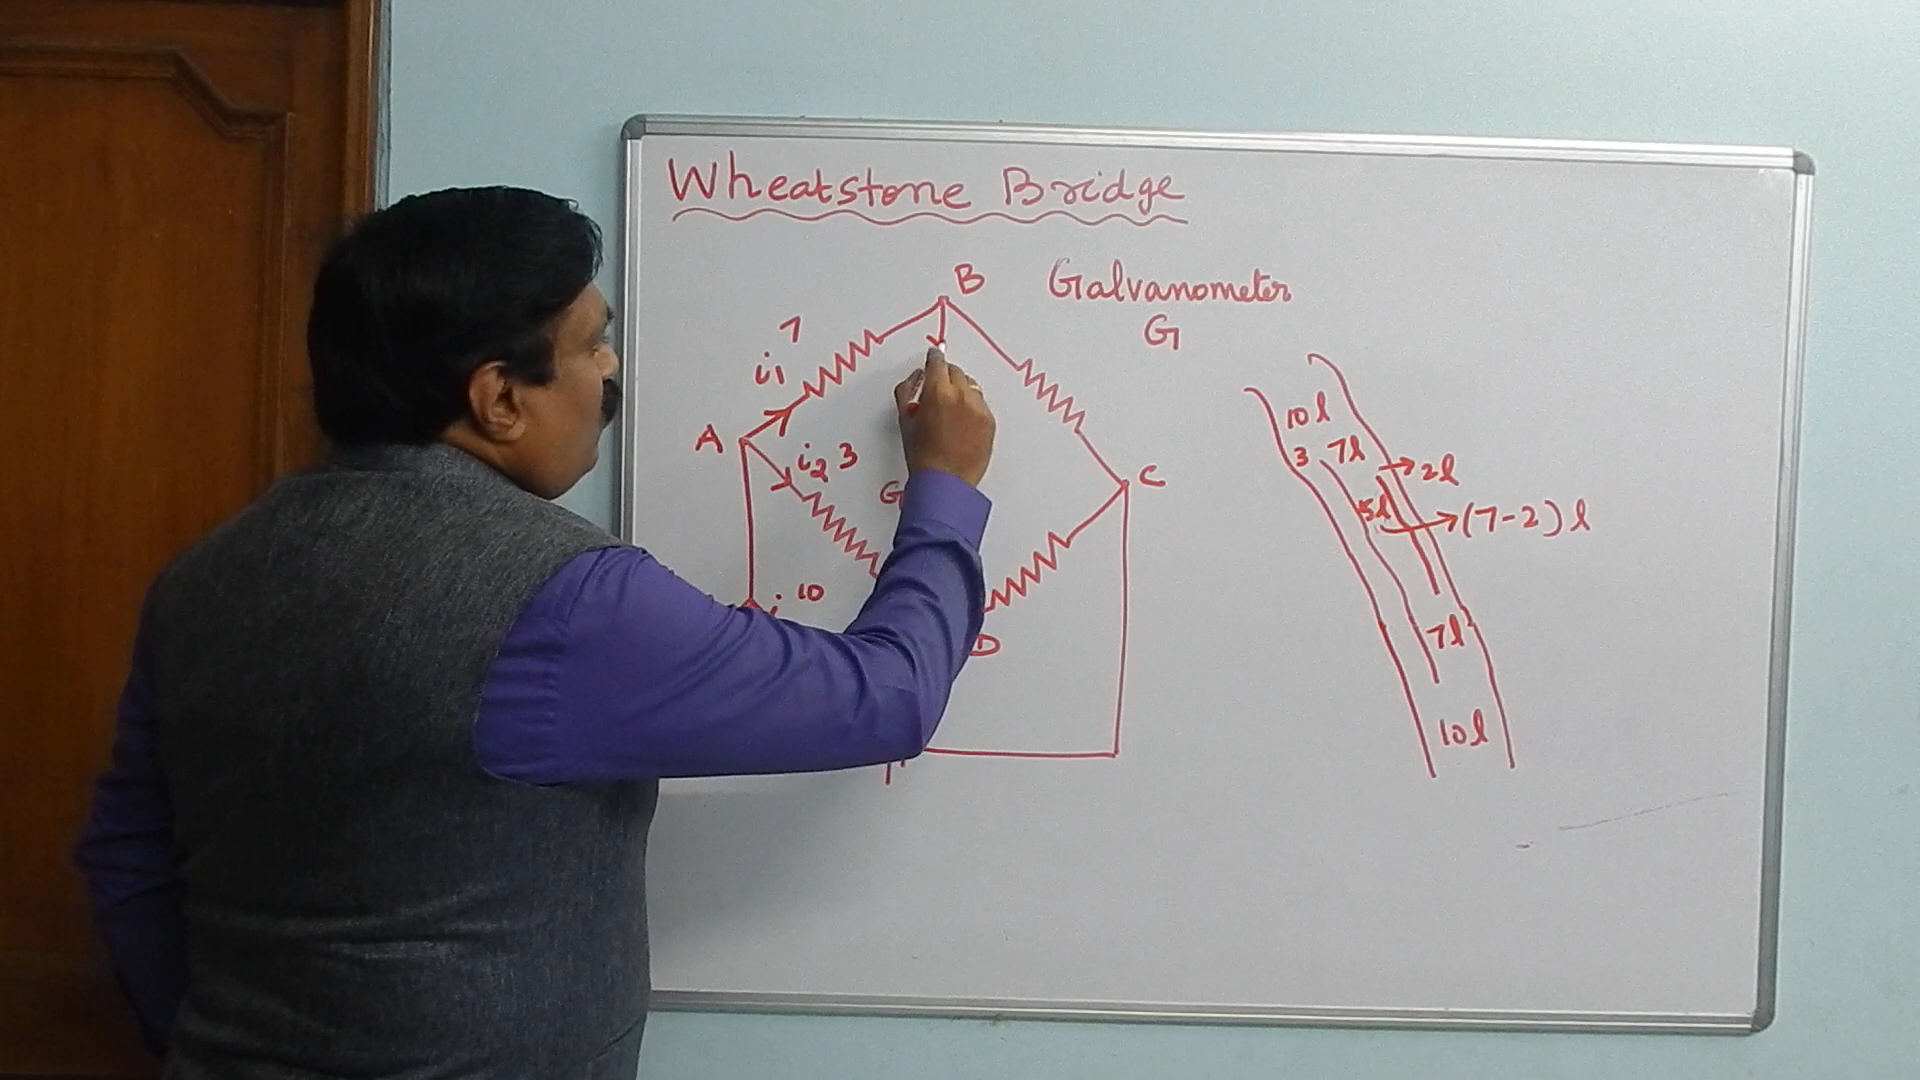 Wheatstone Bridge
B
Galvanometer
G
7
i1
A
i2 3
G
C
i 10
D
10l
3 7l
2l
5l
(7-2) l
7l
10l